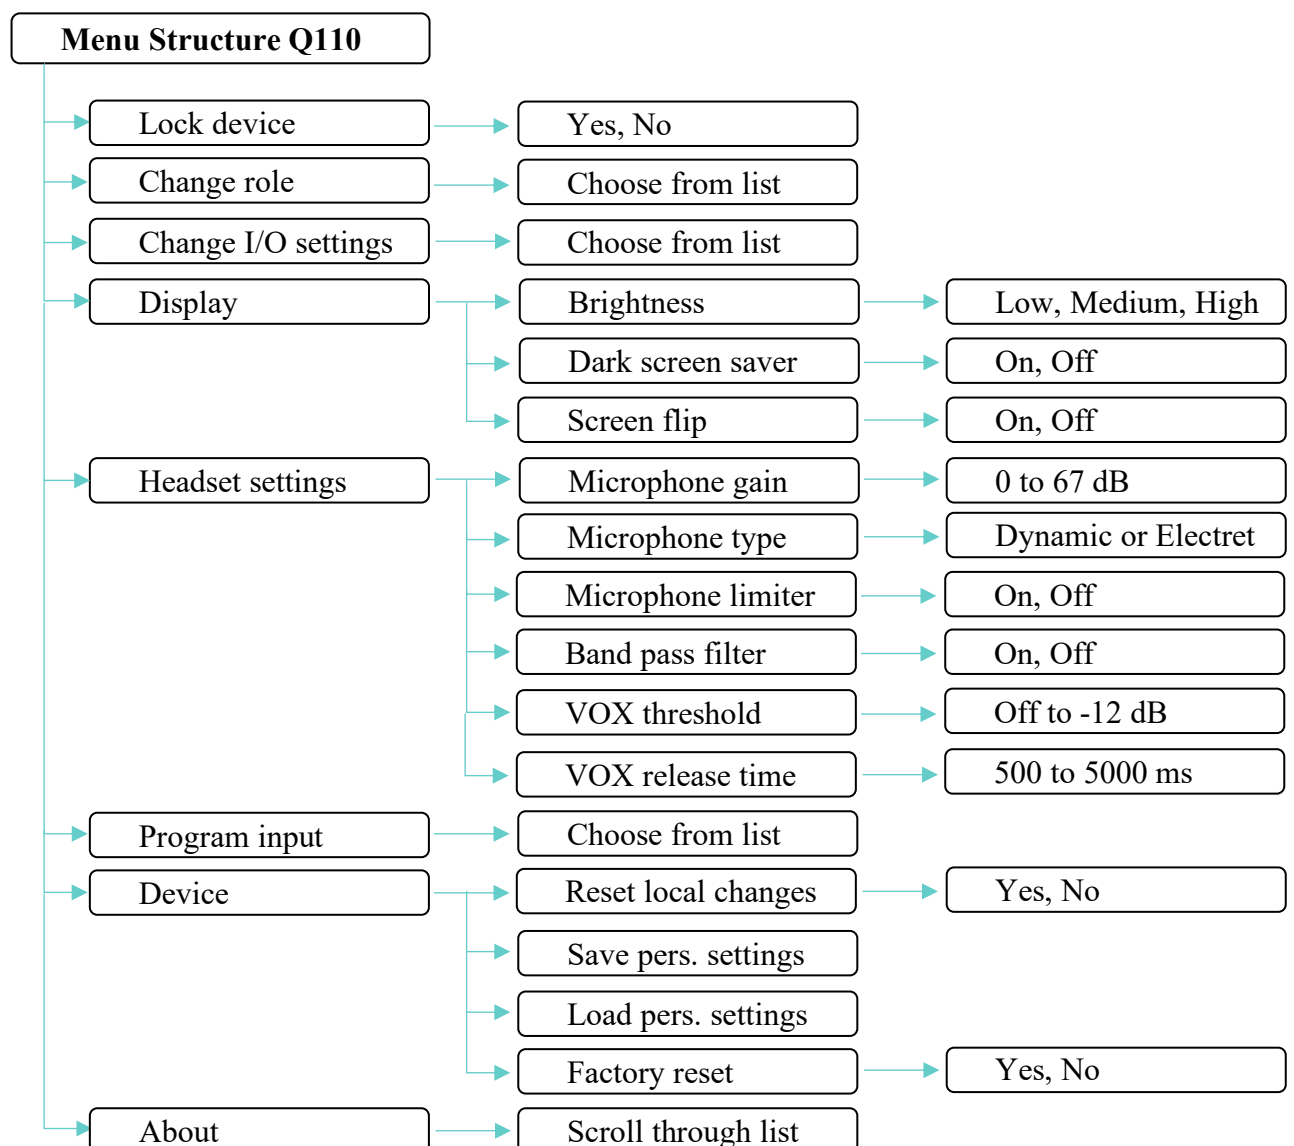 Menu Structure Q110
Lock device
Yes, No
Change role
Choose from list
Change I/O settings
Choose from list
Display
Brightness
Low, Medium, High
Dark screen saver
On, Off
Screen flip
On, Off
Headset settings
Microphone gain
0 to 67 dB
Microphone type
Dynamic or Electret
Microphone limiter
On, Off
Band pass filter
On, Off
VOX threshold
Off to -12 dB
VOX release time
500 to 5000 ms
Program input
Choose from list
Device
Reset local changes
Yes, No
Save pers. settings
Load pers. settings
Factory reset
Yes, No
About
Scroll through list